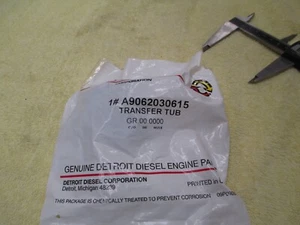 1# A9062030615
TRANSFER TUB
GR 00.0000
GENUINE DETROIT DIESEL ENGINE PA
DETROIT DIESEL CORPORATION
PRINTED IN
Detroit, Michigan 48239
THIS PACKAGE IS CHEMICALLY TREATED TO PREVENT CORROSION